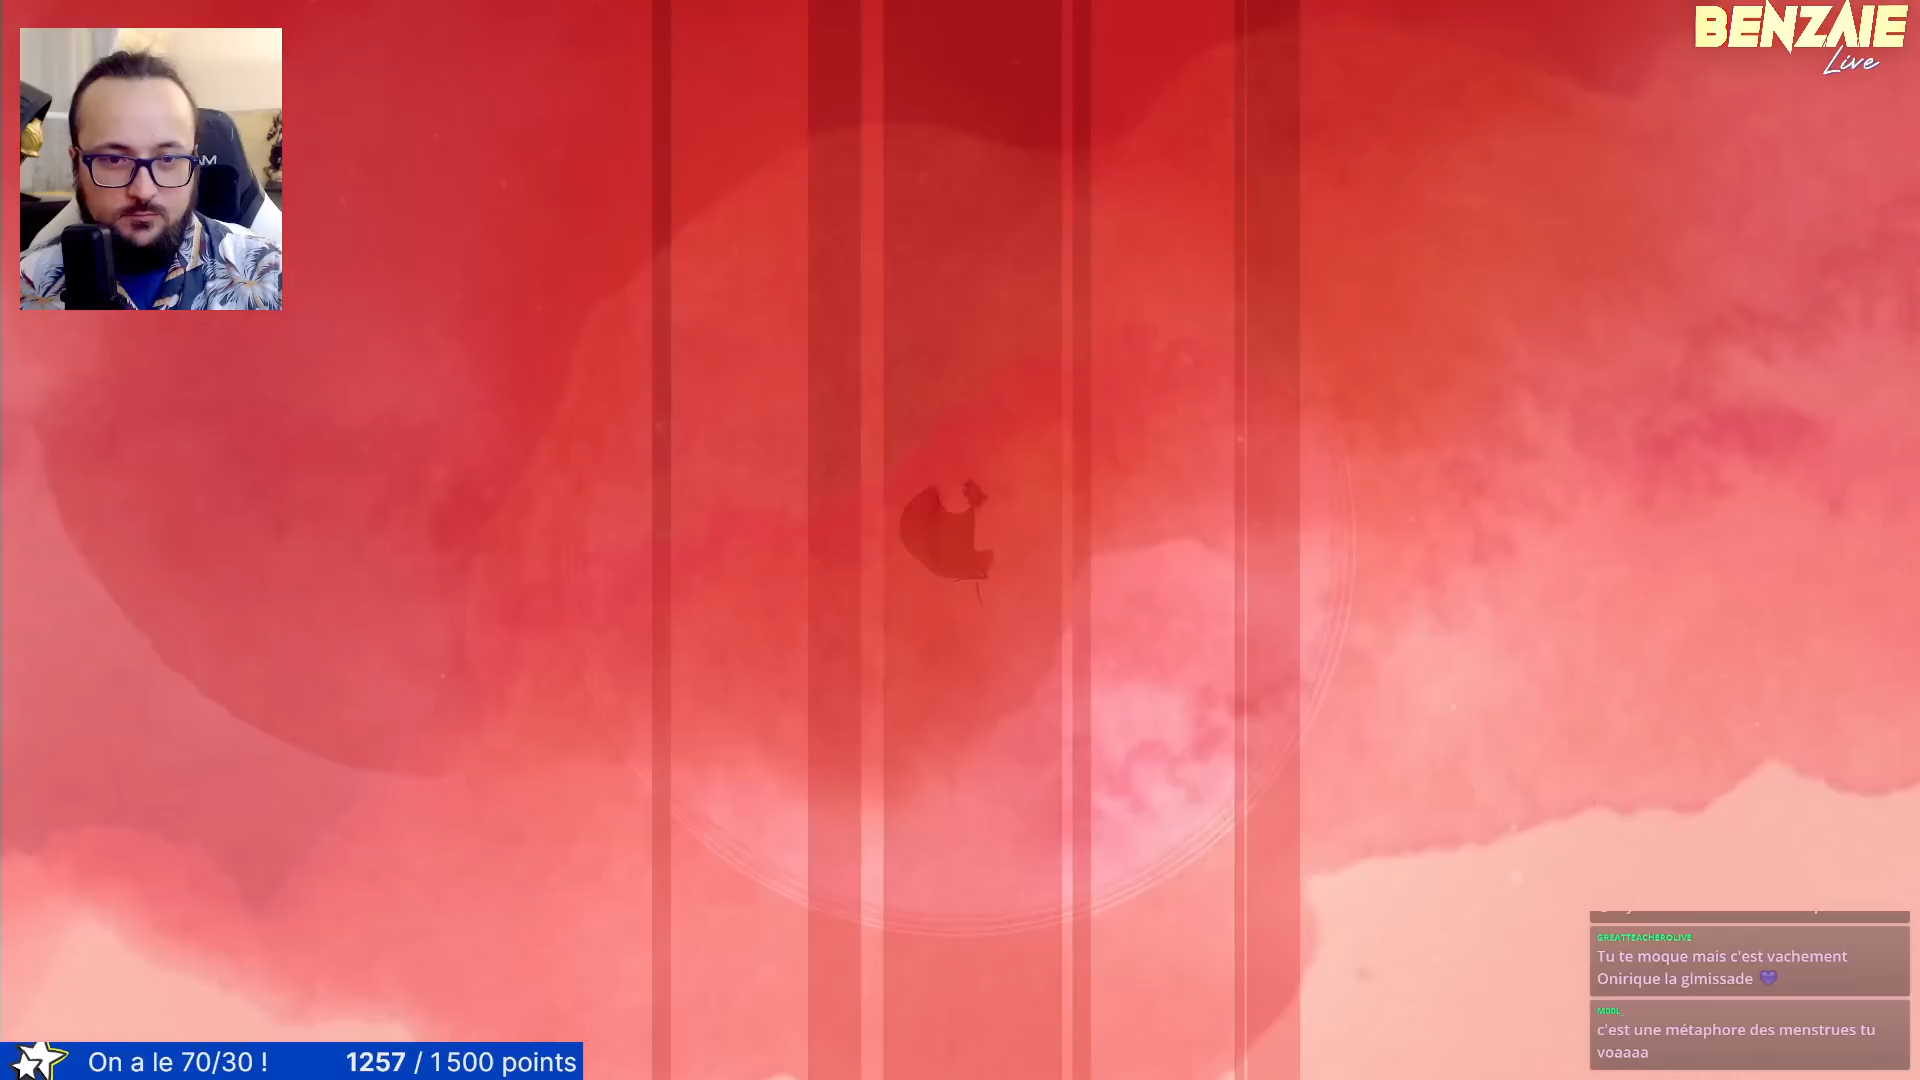 BENZAIE
Live
AM
GREATTEACHEROLIVE
Tu te moque mais c'est vachement
Onirique la glmissade 💜
c'est une métaphore des menstrues tu
voaaaa
On a le 70/30 !
1257 / 1500 points